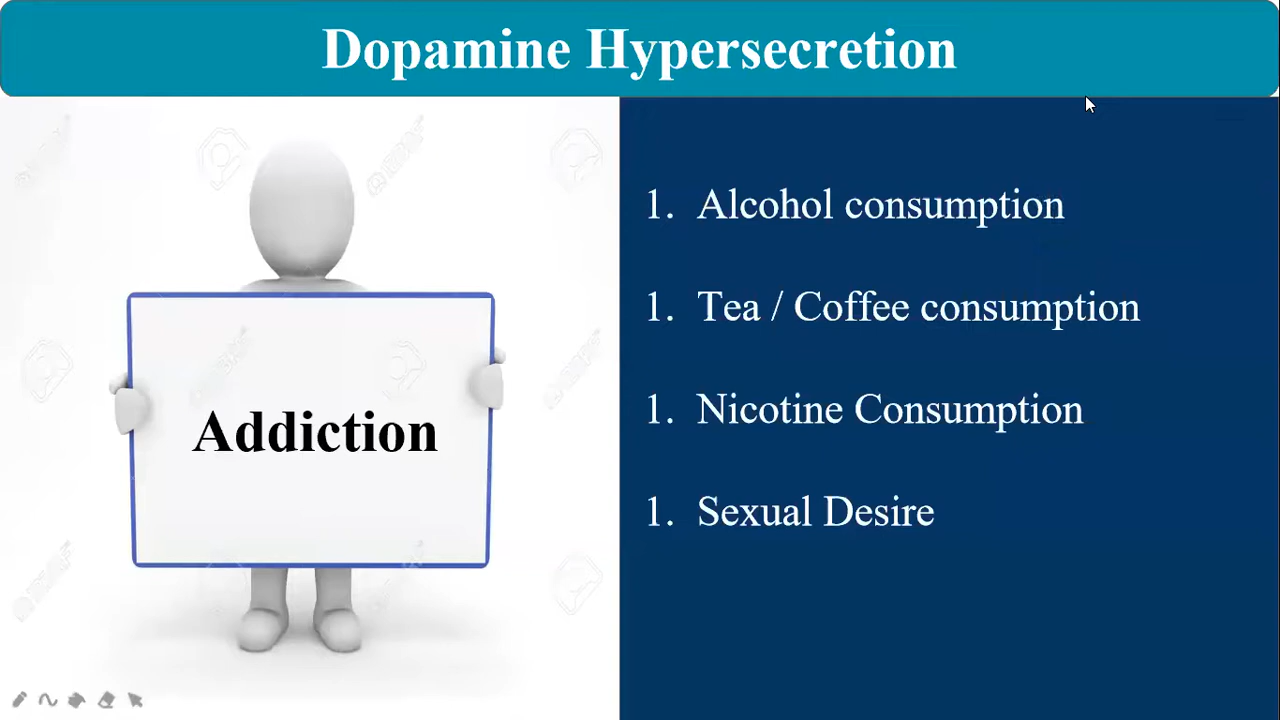 Dopamine Hypersecretion
Addiction
1. Alcohol consumption
1. Tea / Coffee consumption
1. Nicotine Consumption
1. Sexual Desire